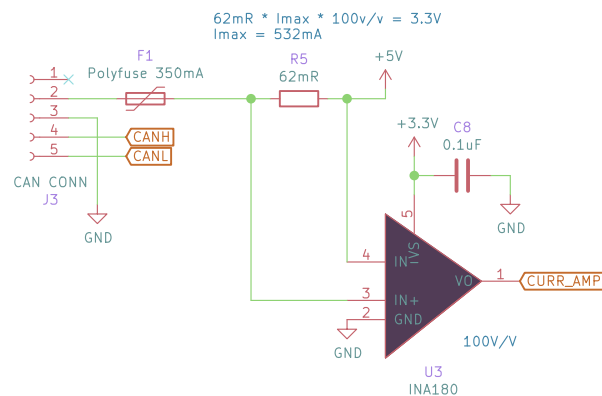 62mR * Imax * 100v/v = 3.3V
Imax = 532mA
F1
Polyfuse 350mA
R5
62mR
+5V
1
2
3
4
5
CANH
CANL
CAN CONN
J3
GND
+3.3V
C8
0.1uF
GND
5
VS
4
IN-
3
IN+
2
GND
VO
1
CURR_AMP
GND
100V/V
U3
INA180